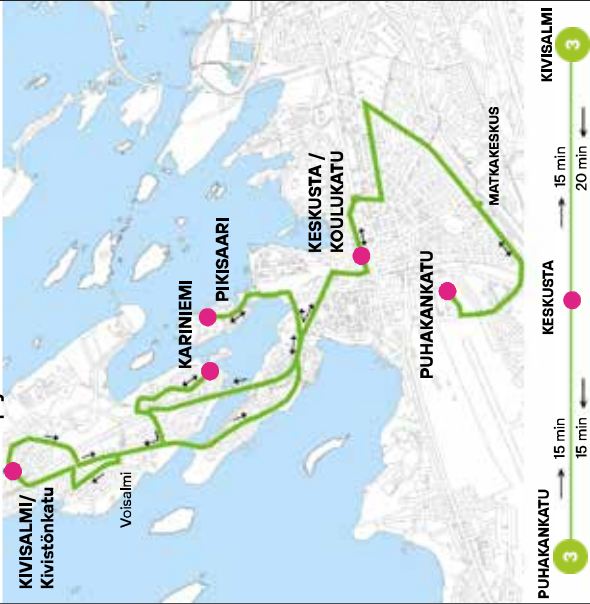 KIVISALMI/
Kivistönkatu
Voisalmi
KARINIEMI
PIKISAARI
KESKUSTA /
KOULUKATU
PUHAKANKATU
MATKAKESKUS
PUHAKANKATU
3
15 min
15 min
KESKUSTA
15 min
20 min
KIVISALMI
3